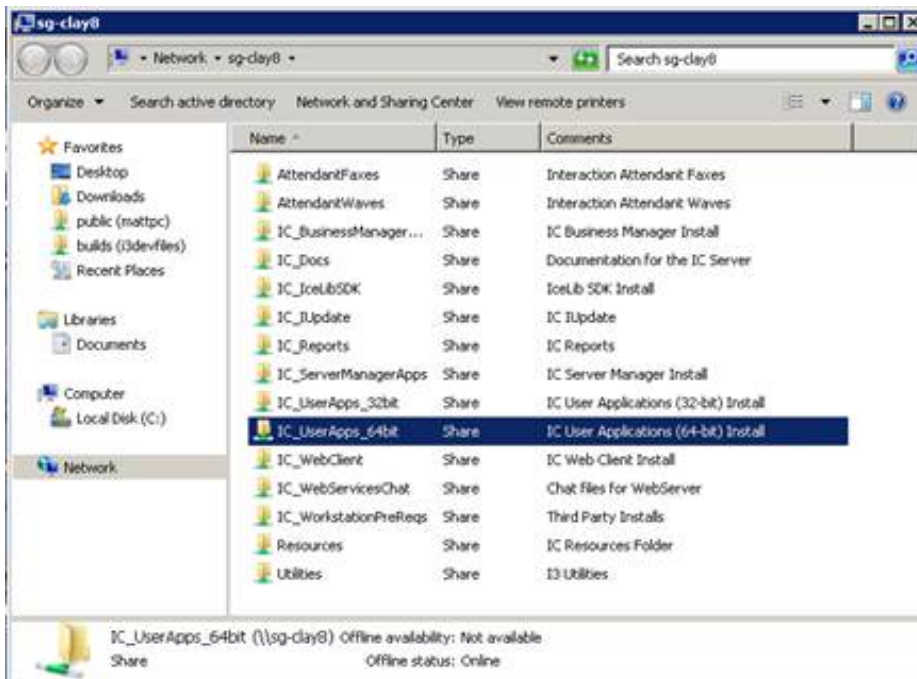 sg-clay8
Network sg-clay8 Search sg-clay8
Organize Search active directory Network and Sharing Center View remote printers
Favorites
Desktop
Downloads
public (mattpc)
builds (i3devfiles)
Recent Places
Libraries
Documents
Computer
Local Disk (C:)
Network
Name Type Comments
AttendantFaxes Share Interaction Attendant Faxes
AttendantWaves Share Interaction Attendant Waves
IC_BusinessManager... Share IC Business Manager Install
IC_Docs Share Documentation for the IC Server
IC_IceLibSDK Share IceLib SDK Install
IC_IUpdate Share IC IUpdate
IC_Reports Share IC Reports
IC_ServerManagerApps Share IC Server Manager Install
IC_UserApps_32bit Share IC User Applications (32-bit) Install
IC_UserApps_64bit Share IC User Applications (64-bit) Install
IC_WebClient Share IC Web Client Install
IC_WebServicesChat Share Chat files for WebServer
IC_WorkstationPreReqs Share Third Party Installs
Resources Share IC Resources Folder
Utilities Share I3 Utilities
IC_UserApps_64bit (\\sg-clay8) Offline availability: Not available
Share Offline status: Online